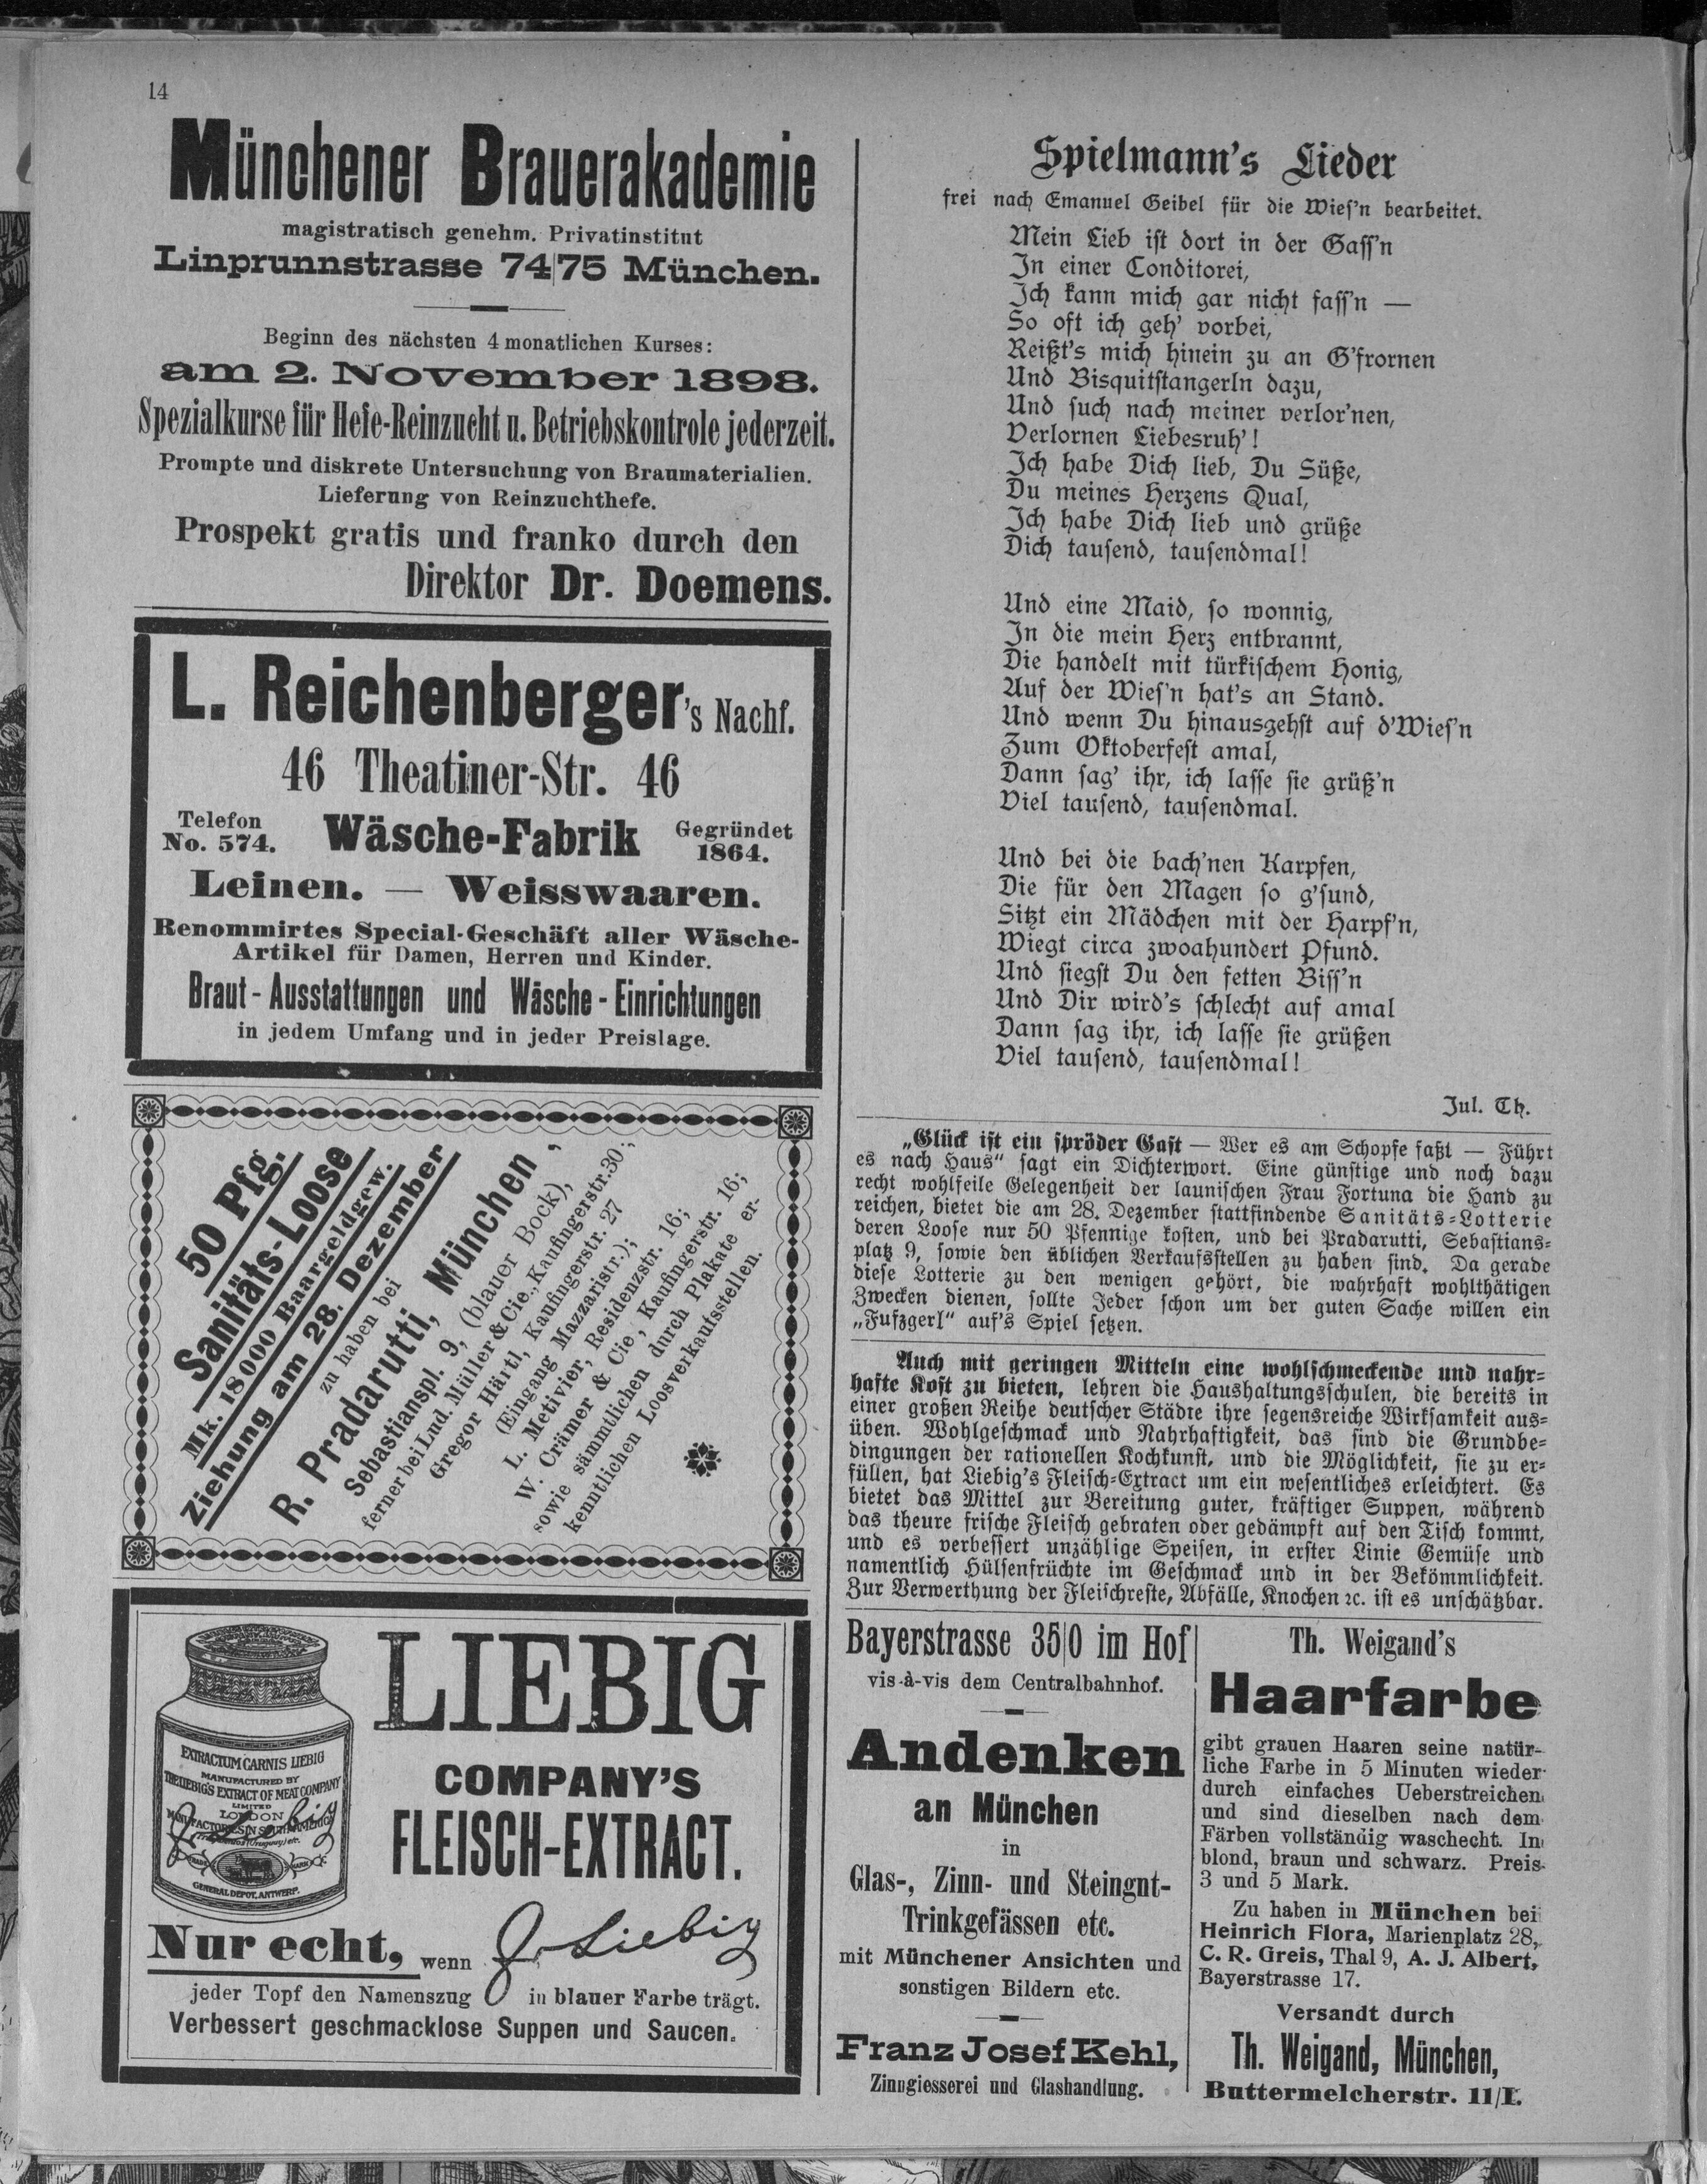 14
Münchener Brauerakademie
magistratisch genehm. Privatinstitut
Linprunnstrasse 74|75 München.
Beginn des nächsten 4 monatlichen Kurses:
am 2. November 1898.
Spezialkurse für Hefe-Reinzucht u. Betriebskontrole jederzeit.
Prompte und diskrete Untersuchung von Braumaterialien.
Lieferung von Reinzuchthefe.
Prospekt gratis und franko durch den
Direktor Dr. Doemens.
L. Reichenberger's Nachf.
46 Theatiner-Str. 46
Telefon
No. 574.
Wäsche-Fabrik
Gegründet
1864.
Leinen. — Weisswaaren.
Renommirtes Special-Geschäft aller Wäsche-
Artikel für Damen, Herren und Kinder.
Braut-Ausstattungen und Wäsche-Einrichtungen
in jedem Umfang und in jeder Preislage.
50 Pfg.
Sanitäts-Loose
Mk. 18000 Baargeldgew.
Ziehung am 28. Dezember
zu haben bei
R. Pradarutti, München,
Sebastianspl. 9, (blauer Bock),
ferner bei Lud. Müller & Cie., Kaufingerstr. 30;
Gregor Härtl, Kaufingerstr. 27
(Eingang Mazzaristr.);
L. Metivier, Residenzstr. 16;
W. Crämer & Cie, Kaufingerstr. 16;
sowie sämmtlichen durch Plakate er-
kenntlichen Loosverkaufsstellen.
EXTRACTUM CARNIS LIEBIG
MANUFACTURED BY
THE LIEBIG'S EXTRACT OF MEAT COMPANY
LIMITED
LONDON
MANUFACTORIES IN SOUTH AMERICA
J. Liebig
TRADE MARK
GENERAL DEPOT, ANTWERP.
LIEBIG
COMPANY'S
FLEISCH-EXTRACT.
Nur echt, wenn J. Liebig
jeder Topf den Namenszug in blauer Farbe trägt.
Verbessert geschmacklose Suppen und Saucen.
Spielmann's Lieder
frei nach Emanuel Geibel für die Wies'n bearbeitet.
Mein Lieb ist dort in der Gass'n
In einer Conditorei,
Ich kann mich gar nicht fass'n —
So oft ich geh' vorbei,
Reißt's mich hinein zu an G'frornen
Und Bisquitstangerln dazu,
Und such nach meiner verlor'nen,
Verlornen Liebesruh'!
Ich habe Dich lieb, Du Süße,
Du meines Herzens Qual,
Ich habe Dich lieb und grüße
Dich tausend, tausendmal!
Und eine Maid, so wonnig,
In die mein Herz entbrannt,
Die handelt mit türkischem Honig,
Auf der Wies'n hat's an Stand.
Und wenn Du hinausgehst auf d'Wies'n
Zum Oktoberfest amal,
Dann sag' ihr, ich lasse sie grüß'n
Viel tausend, tausendmal.
Und bei die bach'nen Karpfen,
Die für den Magen so g'sund,
Sitzt ein Mädchen mit der Harpf'n,
Wiegt circa zwoahundert Pfund.
Und siegst Du den fetten Biss'n
Und Dir wird's schlecht auf amal
Dann sag ihr, ich lasse sie grüßen
Viel tausend, tausendmal!
Jul. Th.
„Glück ist ein spröder Gast — Wer es am Schopfe faßt — Führt
es nach Haus" sagt ein Dichterwort. Eine günstige und noch dazu
recht wohlfeile Gelegenheit der launischen Frau Fortuna die Hand zu
reichen, bietet die am 28. Dezember stattfindende Sanitäts-Lotterie
deren Loose nur 50 Pfennige kosten, und bei Pradarutti, Sebastians-
platz 9, sowie den üblichen Verkaufsstellen zu haben sind. Da gerade
diese Lotterie zu den wenigen gehört, die wahrhaft wohlthätigen
Zwecken dienen, sollte Jeder schon um der guten Sache willen ein
„Fufzgerl" auf's Spiel setzen.
Auch mit geringen Mitteln eine wohlschmeckende und nahr-
hafte Kost zu bieten, lehren die Haushaltungsschulen, die bereits in
einer großen Reihe deutscher Städte ihre segensreiche Wirksamkeit aus-
üben. Wohlgeschmack und Nahrhaftigkeit, das sind die Grundbe-
dingungen der rationellen Kochkunst, und die Möglichkeit, sie zu er-
füllen, hat Liebig's Fleisch-Extract um ein wesentliches erleichtert. Es
bietet das Mittel zur Bereitung guter, kräftiger Suppen, während
das theure frische Fleisch gebraten oder gedämpft auf den Tisch kommt,
und es verbessert unzählige Speisen, in erster Linie Gemüse und
namentlich Hülsenfrüchte im Geschmack und in der Bekömmlichkeit.
Zur Verwerthung der Fleischreste, Abfälle, Knochen ꝛc. ist es unschätzbar.
Bayerstrasse 35|0 im Hof
vis-à-vis dem Centralbahnhof.
Andenken
an München
in
Glas-, Zinn- und Steingnt-
Trinkgefässen etc.
mit Münchener Ansichten und
sonstigen Bildern etc.
Franz Josef Kehl,
Zinngiesserei und Glashandlung.
Th. Weigand's
Haarfarbe
gibt grauen Haaren seine natür-
liche Farbe in 5 Minuten wieder
durch einfaches Ueberstreichen
und sind dieselben nach dem
Färben vollständig waschecht. In
blond, braun und schwarz. Preis
3 und 5 Mark.
Zu haben in München bei
Heinrich Flora, Marienplatz 28,
C. R. Greis, Thal 9, A. J. Albert,
Bayerstrasse 17.
Versandt durch
Th. Weigand, München,
Buttermelcherstr. 11/I.